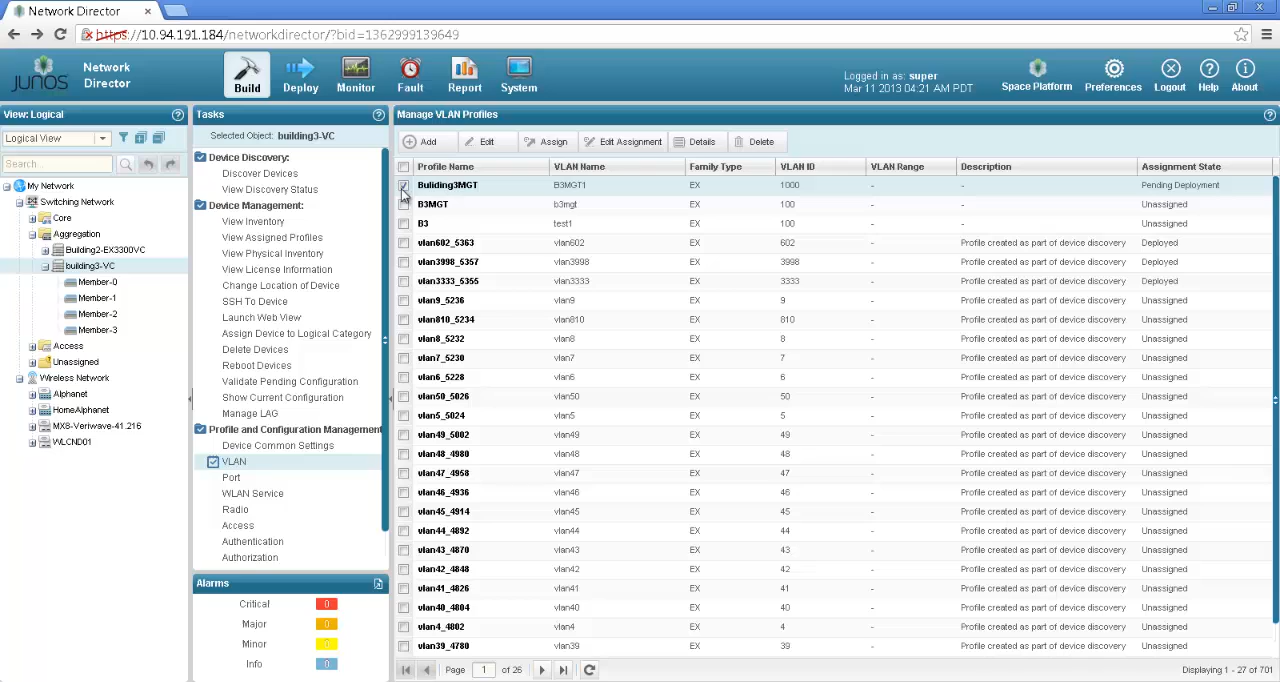 Network Director
https://10.94.191.184/networkdirector/?bid=1362999139649
JUNOS
Network Director
Build
Deploy
Monitor
Fault
Report
System
Logged in as: super
Mar 11 2013 04:21 AM PDT
Space Platform
Preferences
Logout
Help
About
View: Logical
Logical View
Search...
My Network
Switching Network
Core
Aggregation
Building2-EX3300VC
building3-VC
Member-0
Member-1
Member-2
Member-3
Access
Unassigned
Wireless Network
Alphanet
HomeAlphanet
MX8-Veriwave-41.216
WLCND01
Tasks
Selected Object: building3-VC
Device Discovery:
Discover Devices
View Discovery Status
Device Management:
View Inventory
View Assigned Profiles
View Physical Inventory
View License Information
Change Location of Device
SSH To Device
Launch Web View
Assign Device to Logical Category
Delete Devices
Reboot Devices
Validate Pending Configuration
Show Current Configuration
Manage LAG
Profile and Configuration Management
Device Common Settings
VLAN
Port
WLAN Service
Radio
Access
Authentication
Authorization
Alarms
Critical 0
Major 0
Minor 0
Info 0
Manage VLAN Profiles
Add Edit Assign Edit Assignment Details Delete
Profile Name VLAN Name Family Type VLAN ID VLAN Range Description Assignment State
Buliding3MGT B3MGT1 EX 1000 - - Pending Deployment
B3MGT b3mgt EX 100 - - Unassigned
B3 test1 EX 100 - - Unassigned
vlan602_5363 vlan602 EX 602 - Profile created as part of device discovery Deployed
vlan3998_5357 vlan3998 EX 3998 - Profile created as part of device discovery Deployed
vlan3333_5355 vlan3333 EX 3333 - Profile created as part of device discovery Deployed
vlan9_5236 vlan9 EX 9 - Profile created as part of device discovery Unassigned
vlan810_5234 vlan810 EX 810 - Profile created as part of device discovery Unassigned
vlan8_5232 vlan8 EX 8 - Profile created as part of device discovery Unassigned
vlan7_5230 vlan7 EX 7 - Profile created as part of device discovery Unassigned
vlan6_5228 vlan6 EX 6 - Profile created as part of device discovery Unassigned
vlan50_5026 vlan50 EX 50 - Profile created as part of device discovery Unassigned
vlan5_5024 vlan5 EX 5 - Profile created as part of device discovery Unassigned
vlan49_5002 vlan49 EX 49 - Profile created as part of device discovery Unassigned
vlan48_4980 vlan48 EX 48 - Profile created as part of device discovery Unassigned
vlan47_4958 vlan47 EX 47 - Profile created as part of device discovery Unassigned
vlan46_4936 vlan46 EX 46 - Profile created as part of device discovery Unassigned
vlan45_4914 vlan45 EX 45 - Profile created as part of device discovery Unassigned
vlan44_4892 vlan44 EX 44 - Profile created as part of device discovery Unassigned
vlan43_4870 vlan43 EX 43 - Profile created as part of device discovery Unassigned
vlan42_4848 vlan42 EX 42 - Profile created as part of device discovery Unassigned
vlan41_4826 vlan41 EX 41 - Profile created as part of device discovery Unassigned
vlan40_4804 vlan40 EX 40 - Profile created as part of device discovery Unassigned
vlan4_4802 vlan4 EX 4 - Profile created as part of device discovery Unassigned
vlan39_4780 vlan39 EX 39 - Profile created as part of device discovery Unassigned
Page 1 of 26
Displaying 1 - 27 of 701